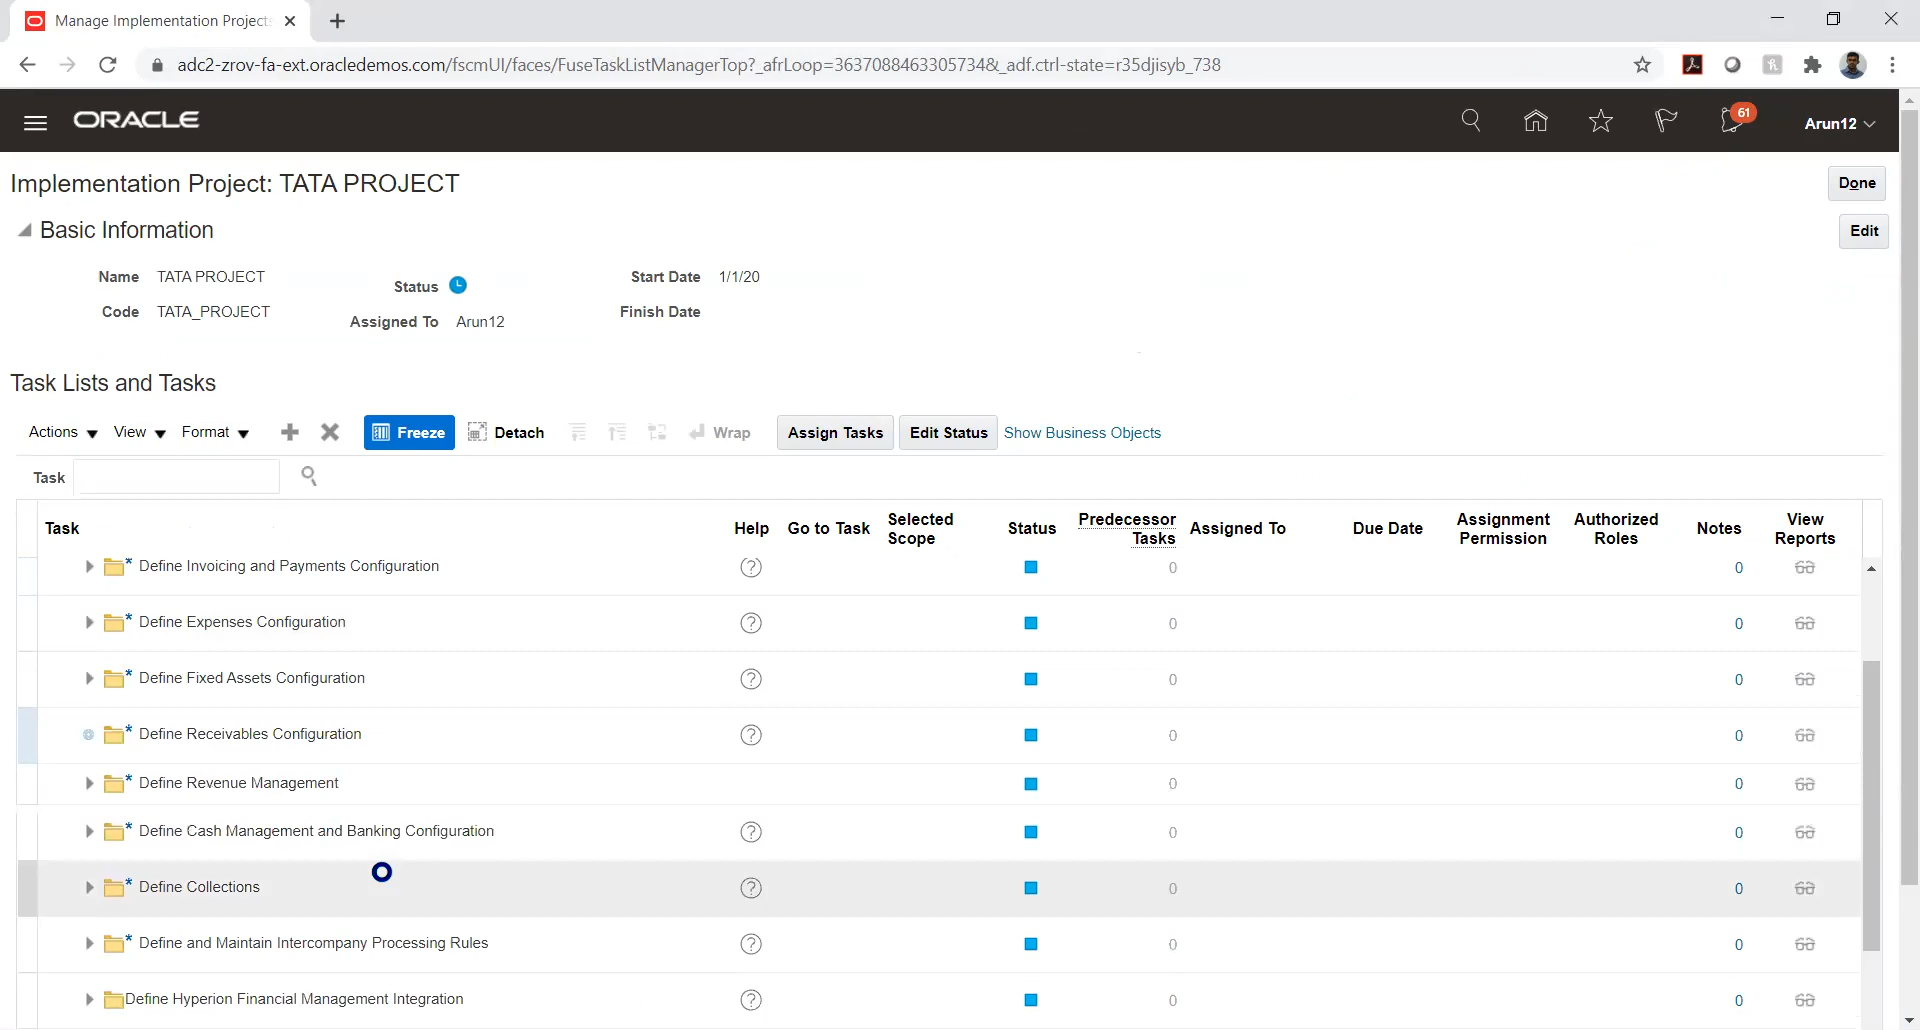 Manage Implementation Projects
adc2-zrov-fa-ext.oracledemos.com/fscmUI/faces/FuseTaskListManagerTop?_afrLoop=3637088463305734&_adf.ctrl-state=r35djisyb_738
ORACLE
61
Arun12
Implementation Project: TATA PROJECT
Done
Basic Information
Edit
Name TATA PROJECT
Status
Start Date 1/1/20
Code TATA_PROJECT
Assigned To Arun12
Finish Date
Task Lists and Tasks
Actions View Format Freeze Detach Wrap Assign Tasks Edit Status Show Business Objects
Task
Task Help Go to Task Selected Scope Status Predecessor Tasks Assigned To Due Date Assignment Permission Authorized Roles Notes View Reports
Define Invoicing and Payments Configuration ? 0 0
Define Expenses Configuration ? 0 0
Define Fixed Assets Configuration ? 0 0
Define Receivables Configuration ? 0 0
Define Revenue Management 0 0
Define Cash Management and Banking Configuration ? 0 0
Define Collections ? 0 0
Define and Maintain Intercompany Processing Rules ? 0 0
Define Hyperion Financial Management Integration ? 0 0